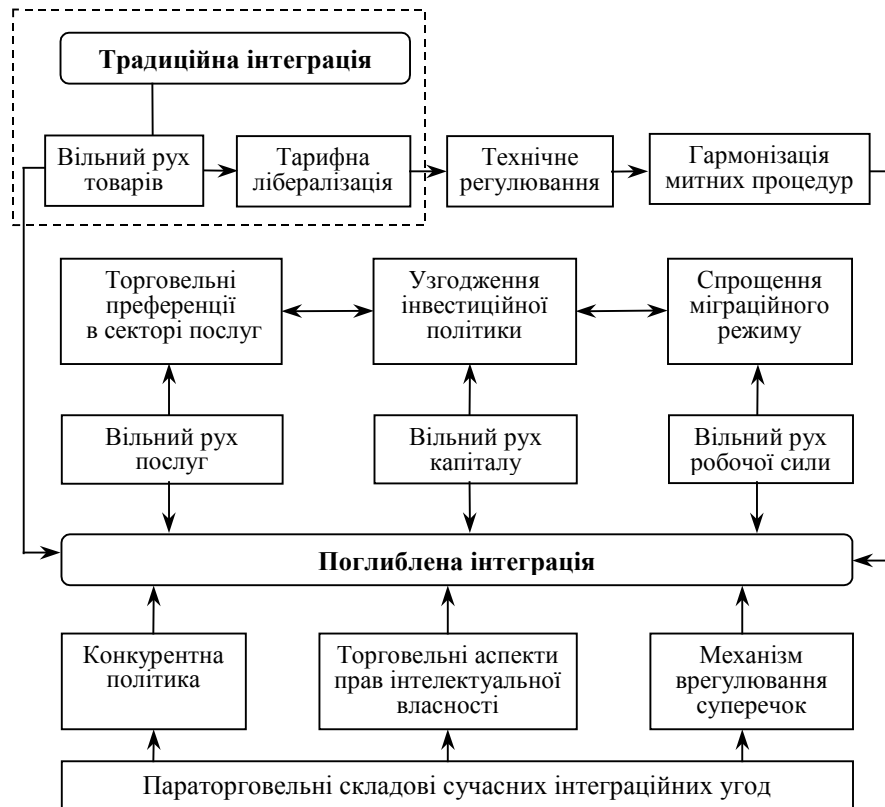 Традиційна інтеграція
Вільний рух
товарів
Тарифна
лібералізація
Технічне
регулювання
Гармонізація
митних процедур
Торговельні
преференції
в секторі послуг
Узгодження
інвестиційної
політики
Спрощення
міграційного
режиму
Вільний рух
послуг
Вільний рух
капіталу
Вільний рух
робочої сили
Поглиблена інтеграція
Конкурентна
політика
Торговельні аспекти
прав інтелектуальної
власності
Механізм
врегулювання
суперечок
Параторговельні складові сучасних інтеграційних угод